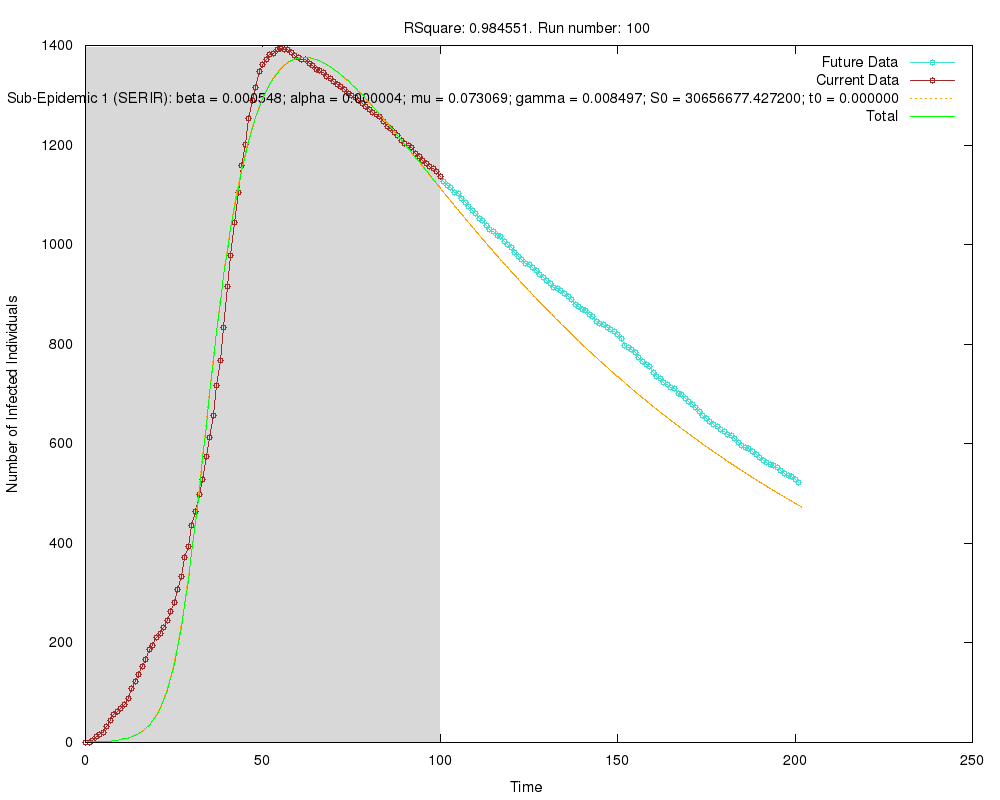 RSquare: 0.984551. Run number: 100
Future Data
Current Data
Sub-Epidemic 1 (SERIR): beta = 0.000548; alpha = 0.000004; mu = 0.073069; gamma = 0.008497; S0 = 30656677.427200; t0 = 0.000000
Total
1400
1200
1000
800
600
400
200
0
Number of Infected Individuals
0 50 100 150 200 250
Time